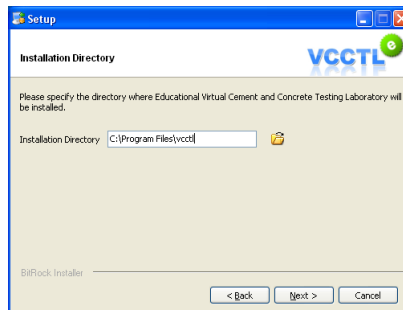 Setup
Installation Directory
VCCTL e
Please specify the directory where Educational Virtual Cement and Concrete Testing Laboratory will
be installed.
Installation Directory C:\Program Files\vcctl
BitRock Installer
< Back Next > Cancel